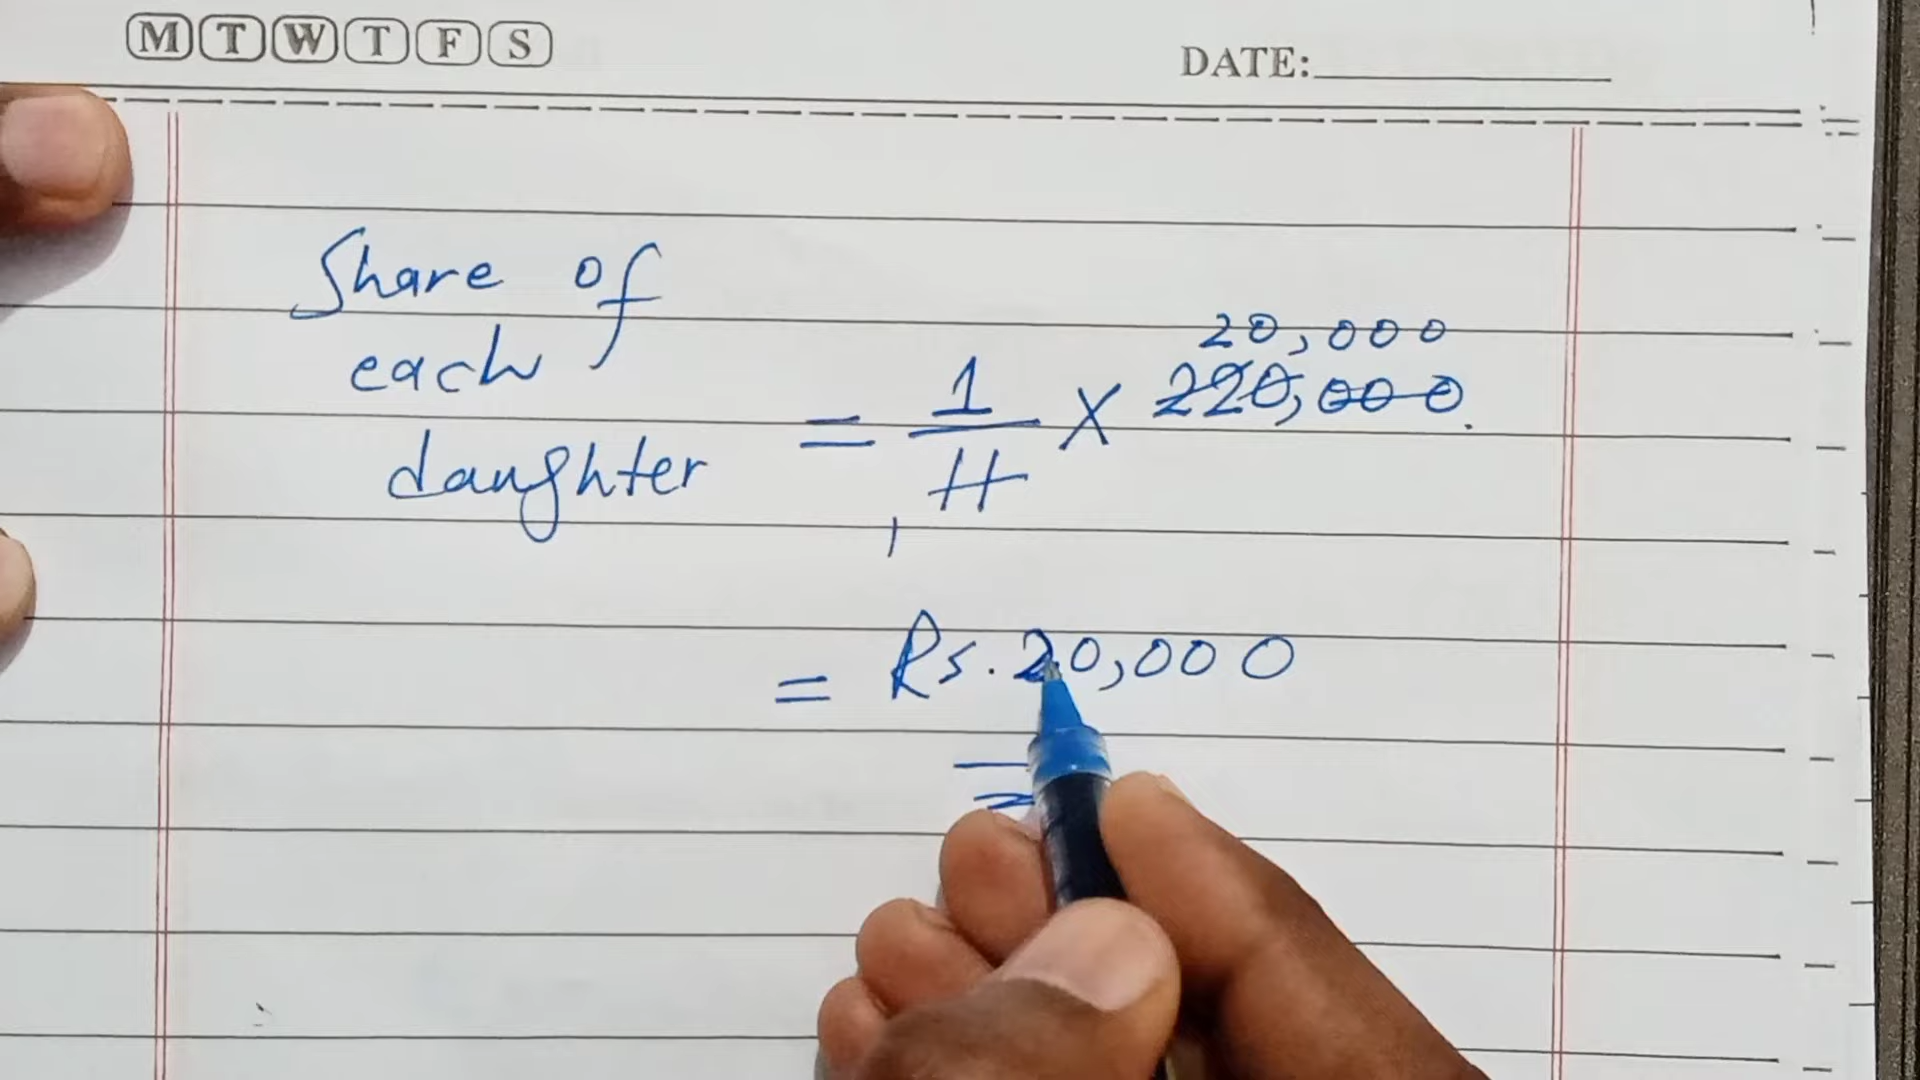 M T W T F S
DATE:
Share of
each
daughter
20,000
= 1/11 × 220,000
= Rs. 20,000